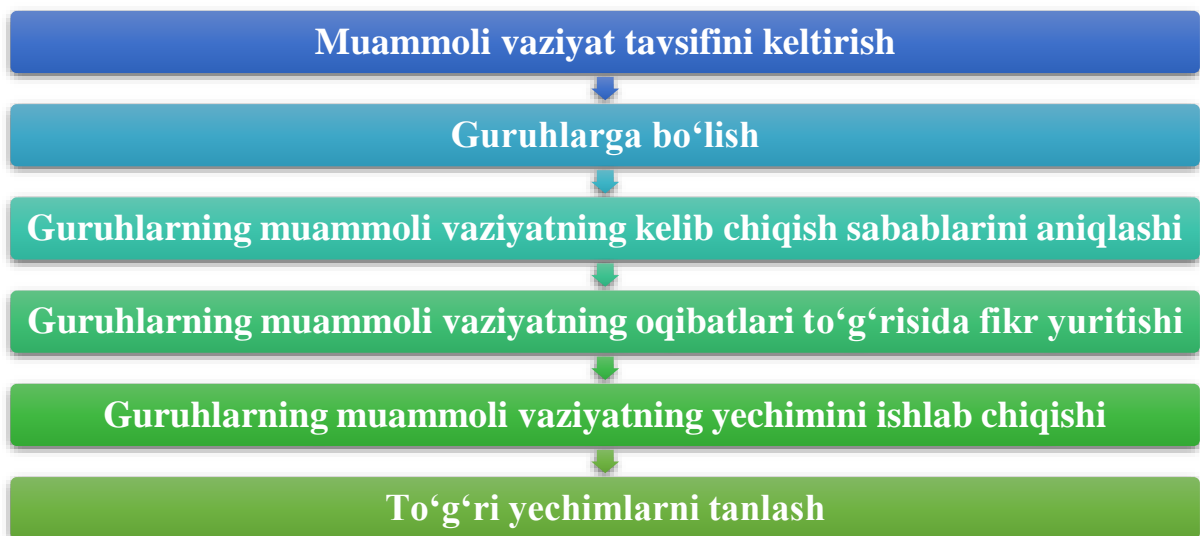 Muammoli vaziyat tavsifini keltirish
Guruhlarga bo‘lish
Guruhlarning muammoli vaziyatning kelib chiqish sabablarini aniqlashi
Guruhlarning muammoli vaziyatning oqibatlari to‘g‘risida fikr yuritishi
Guruhlarning muammoli vaziyatning yechimini ishlab chiqishi
To‘g‘ri yechimlarni tanlash